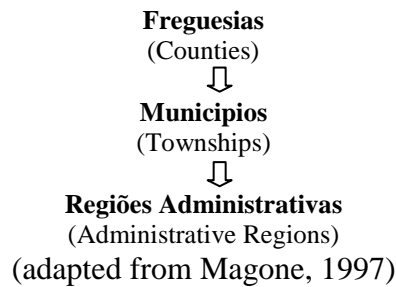 Freguesias
(Counties)
Municipios
(Townships)
Regiões Administrativas
(Administrative Regions)
(adapted from Magone, 1997)